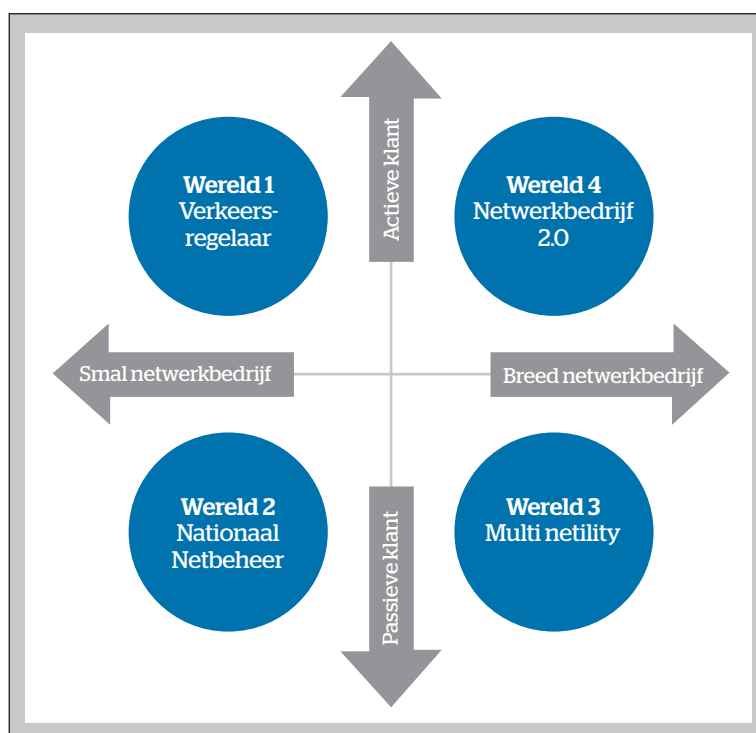 Actieve klant
Wereld 1
Verkeers-
regelaar
Wereld 4
Netwerkbedrijf
2.0
Smal netwerkbedrijf
Breed netwerkbedrijf
Wereld 2
Nationaal
Netbeheer
Wereld 3
Multi netility
Passieve klant